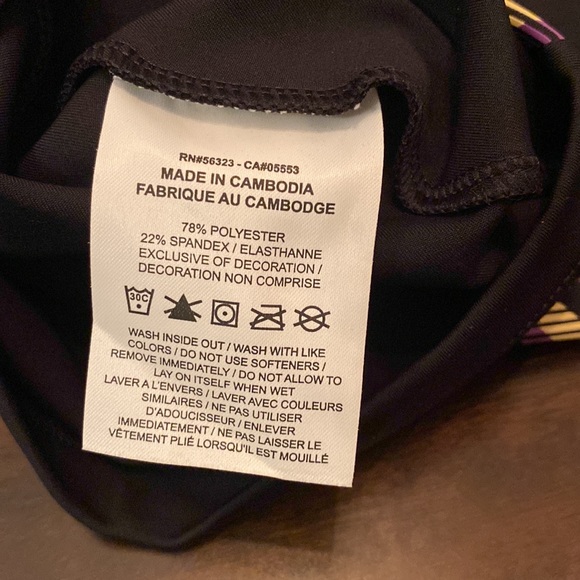 RN#56323 - CA#05553
MADE IN CAMBODIA
FABRIQUE AU CAMBODGE
78% POLYESTER
22% SPANDEX / ELASTHANNE
EXCLUSIVE OF DECORATION /
DECORATION NON COMPRISE
30C
WASH INSIDE OUT / WASH WITH LIKE
COLORS / DO NOT USE SOFTENERS /
REMOVE IMMEDIATELY / DO NOT ALLOW TO
LAY ON ITSELF WHEN WET
LAVER A L'ENVERS / LAVER AVEC COULEURS
SIMILAIRES / NE PAS UTILISER
D'ADOUCISSEUR / ENLEVER
IMMÉDIATEMENT / NE PAS LAISSER LE
VÊTEMENT PLIÉ LORSQU'IL EST MOUILLÉ